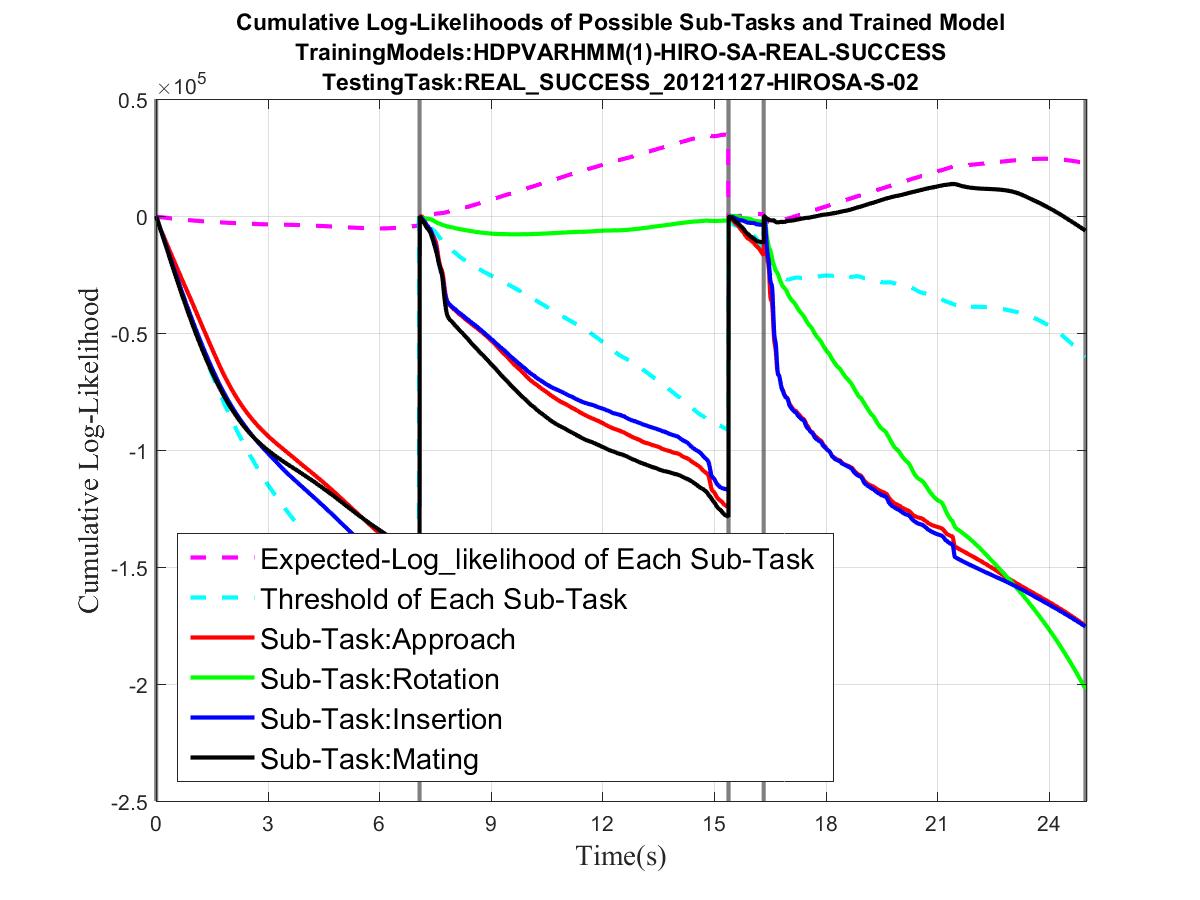 Cumulative Log-Likelihoods of Possible Sub-Tasks and Trained Model
TrainingModels:HDPVARHMM(1)-HIRO-SA-REAL-SUCCESS
TestingTask:REAL_SUCCESS_20121127-HIROSA-S-02
×10^5
0.5
0
-0.5
-1
-1.5
-2
-2.5
Cumulative Log-Likelihood
Expected-Log_likelihood of Each Sub-Task
Threshold of Each Sub-Task
Sub-Task:Approach
Sub-Task:Rotation
Sub-Task:Insertion
Sub-Task:Mating
0 3 6 9 12 15 18 21 24
Time(s)